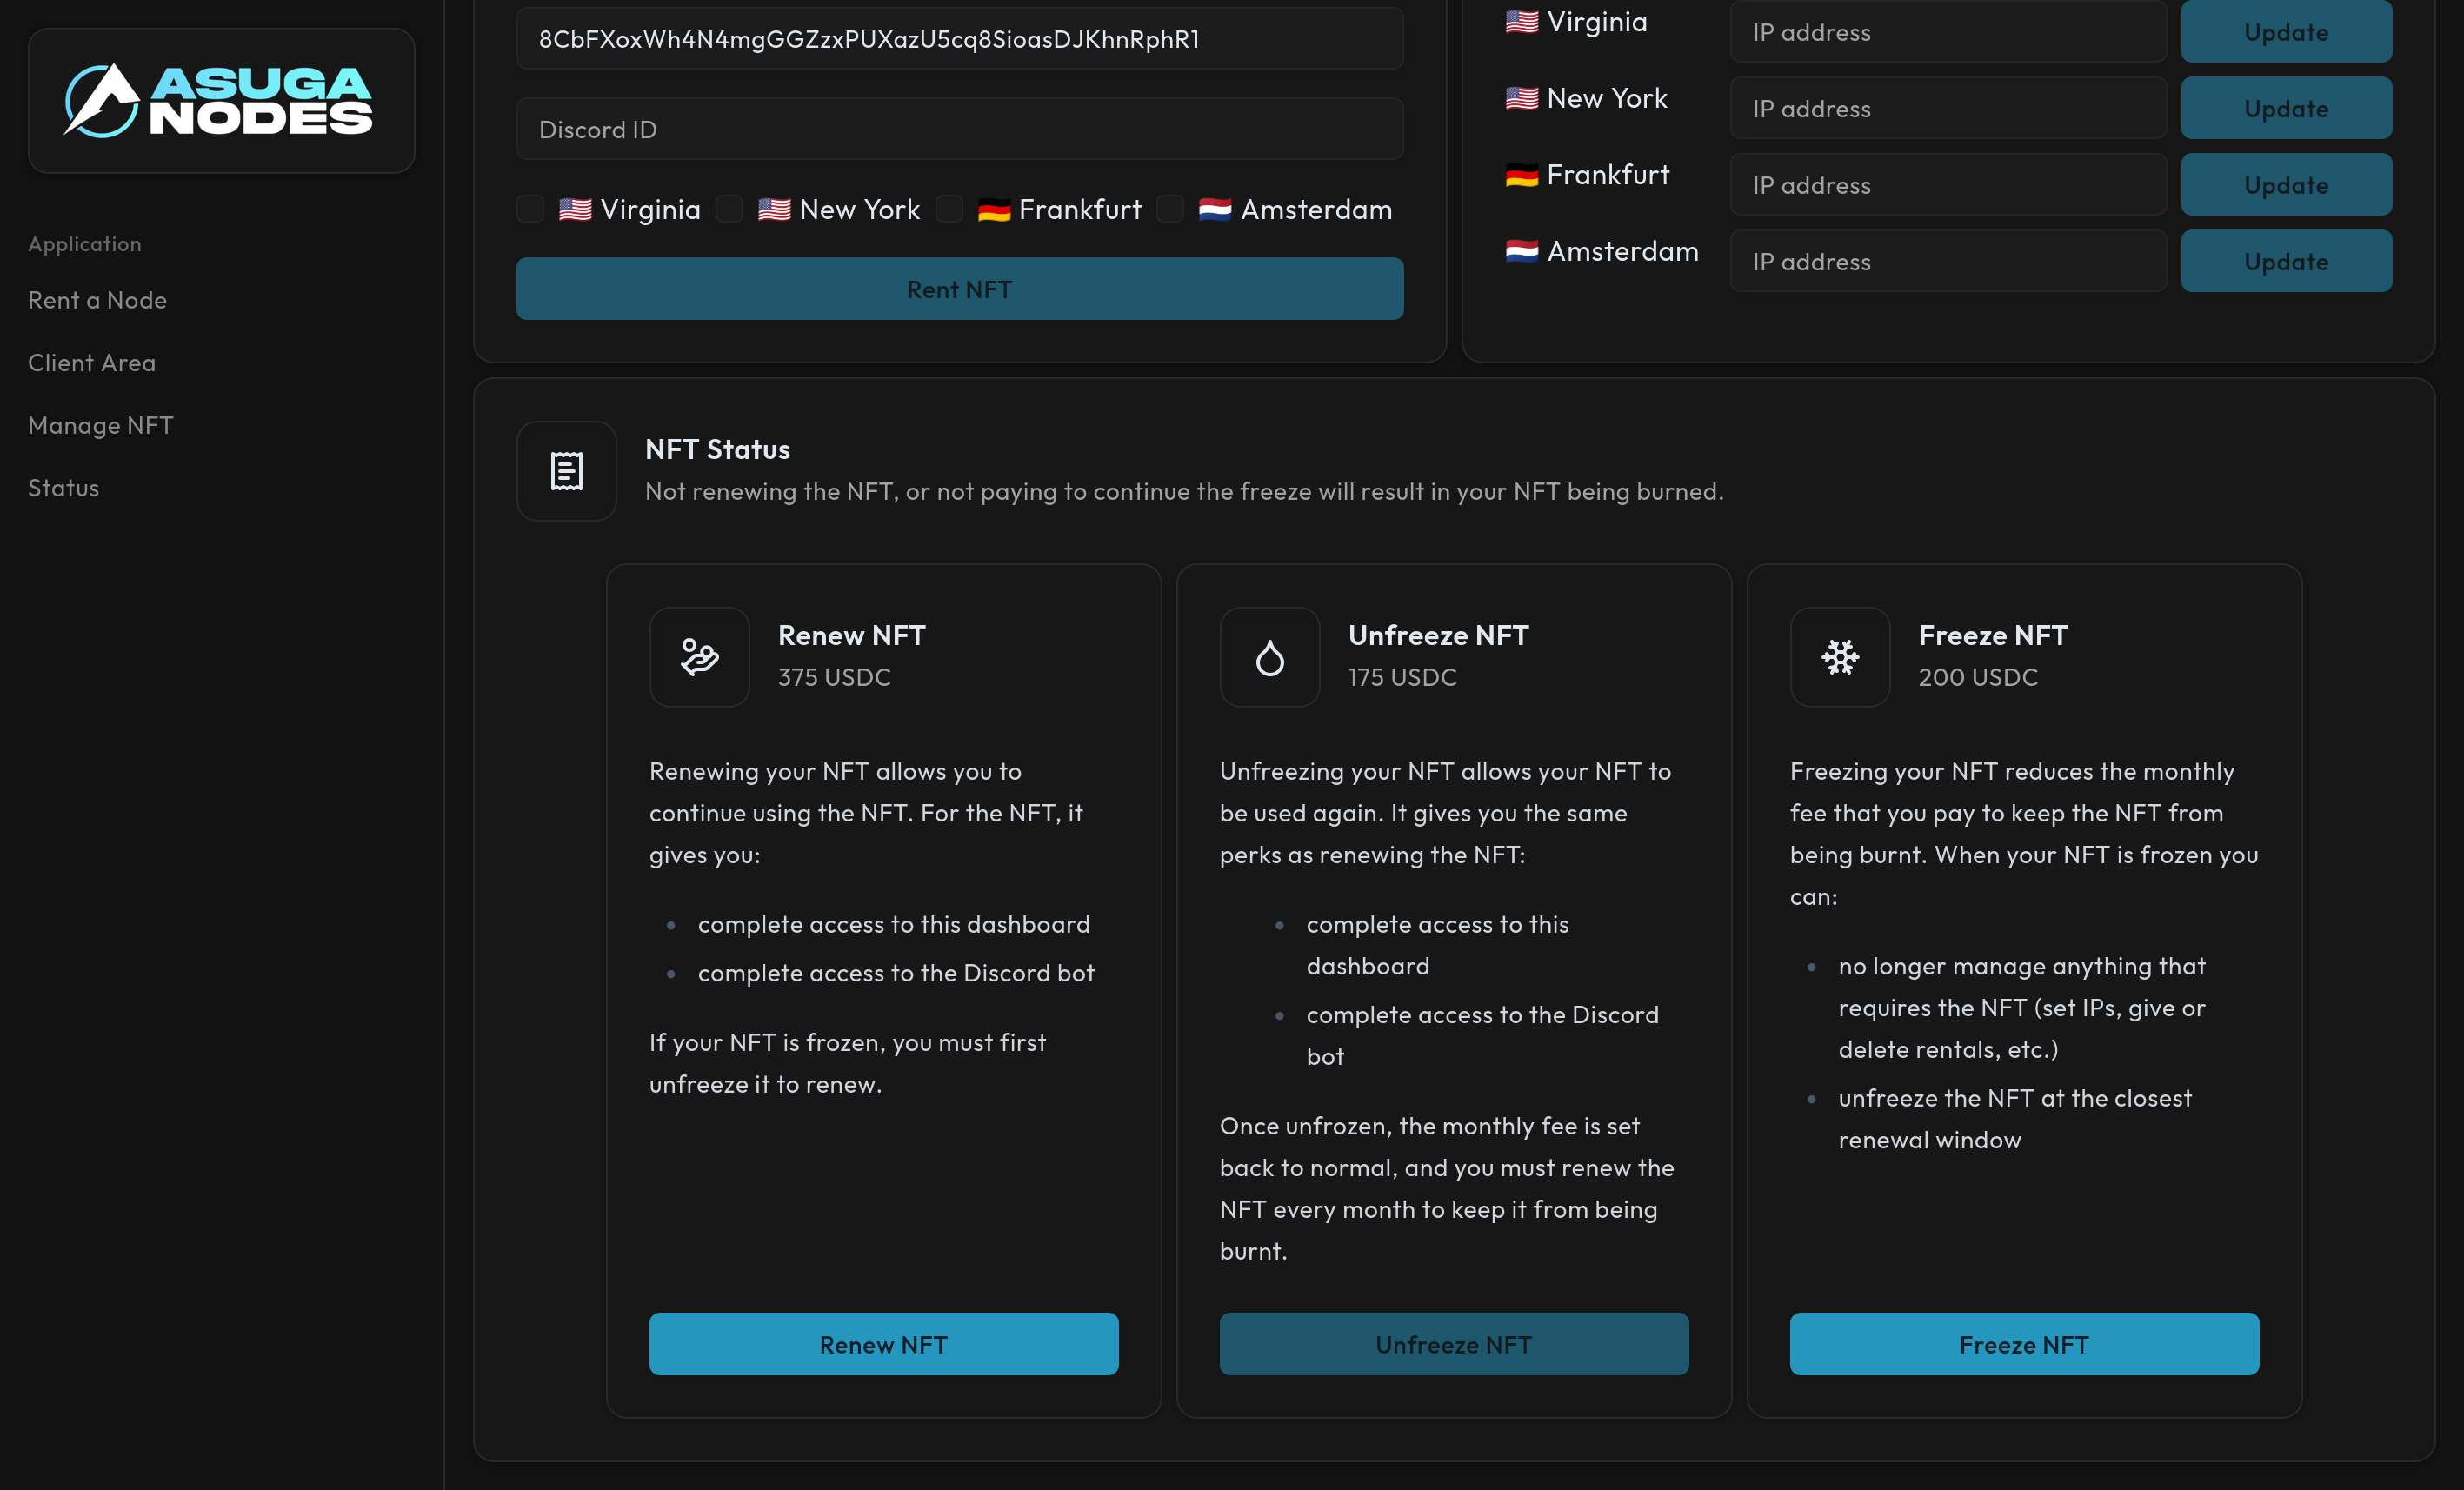 ASUGA
NODES
Application
Rent a Node
Client Area
Manage NFT
Status
8CbFXoxWh4N4mgGGZzxPUXazU5cq8SioasDJKhnRphR1
Discord ID
Virginia New York Frankfurt Amsterdam
Rent NFT
Virginia IP address Update
New York IP address Update
Frankfurt IP address Update
Amsterdam IP address Update
NFT Status
Not renewing the NFT, or not paying to continue the freeze will result in your NFT being burned.
Renew NFT
375 USDC
Renewing your NFT allows you to
continue using the NFT. For the NFT, it
gives you:
complete access to this dashboard
complete access to the Discord bot
If your NFT is frozen, you must first
unfreeze it to renew.
Renew NFT
Unfreeze NFT
175 USDC
Unfreezing your NFT allows your NFT to
be used again. It gives you the same
perks as renewing the NFT:
complete access to this
dashboard
complete access to the Discord
bot
Once unfrozen, the monthly fee is set
back to normal, and you must renew the
NFT every month to keep it from being
burnt.
Unfreeze NFT
Freeze NFT
200 USDC
Freezing your NFT reduces the monthly
fee that you pay to keep the NFT from
being burnt. When your NFT is frozen you
can:
no longer manage anything that
requires the NFT (set IPs, give or
delete rentals, etc.)
unfreeze the NFT at the closest
renewal window
Freeze NFT